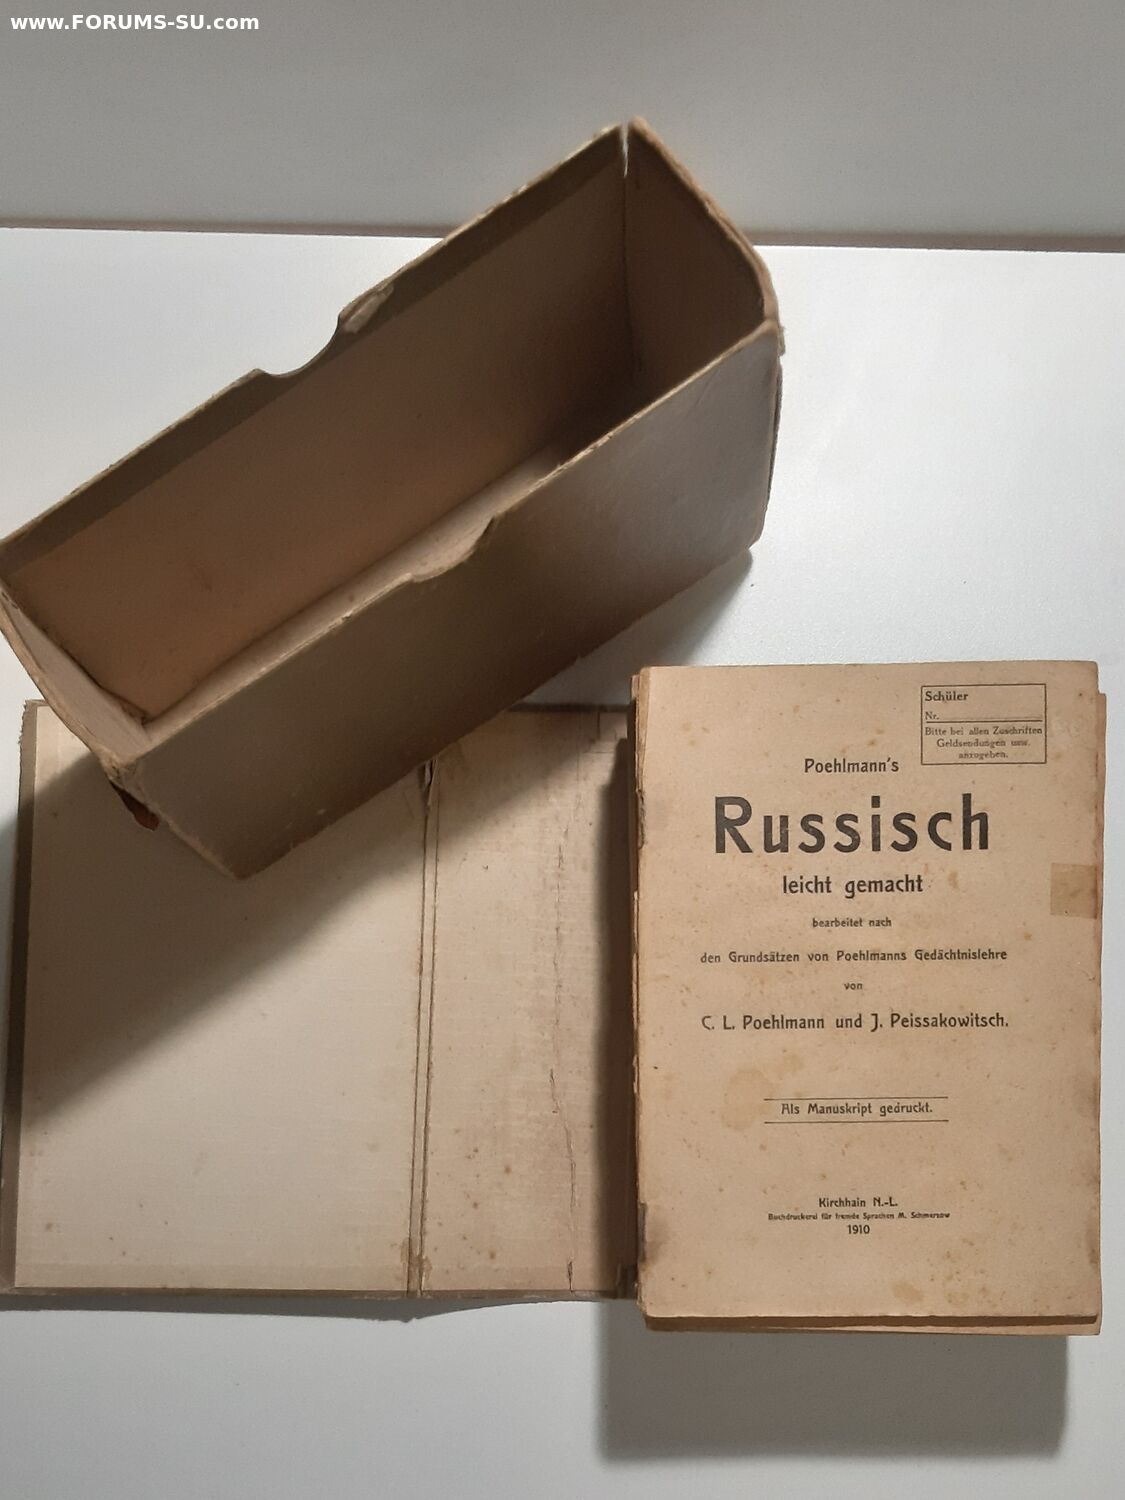 www.FORUMS-SU.com
Schüler
Nr.
Bitte bei allen Zuschriften
Geldsendungen usw.
anzugeben.
Poehlmann's
Russisch
leicht gemacht
bearbeitet nach
den Grundsätzen von Poehlmanns Gedächtnislehre
von
C. L. Poehlmann und J. Peissakowitsch.
Als Manuskript gedruckt.
Kirchhain N.-L.
Buchdruckerei für fremde Sprachen M. Schmersow
1910